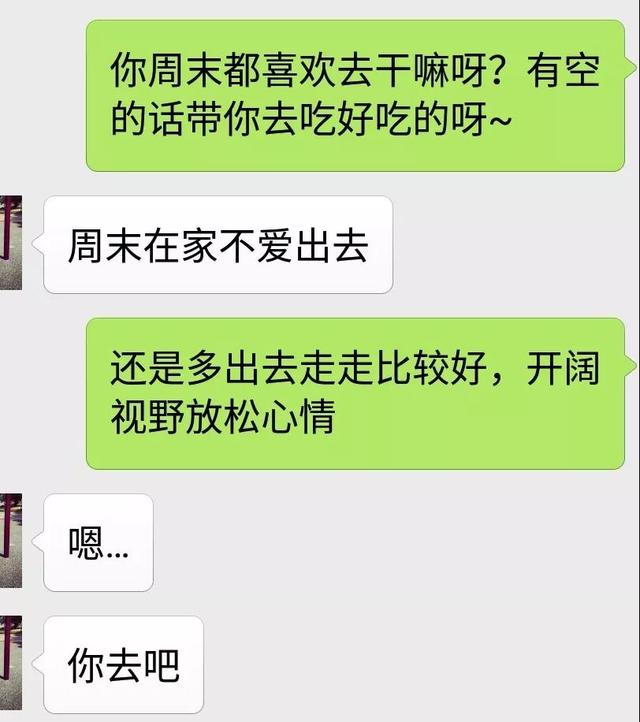 你周末都喜欢去干嘛呀？有空
的话带你去吃好吃的呀~
周末在家不爱出去
还是多出去走走比较好，开阔
视野放松心情
嗯...
你去吧